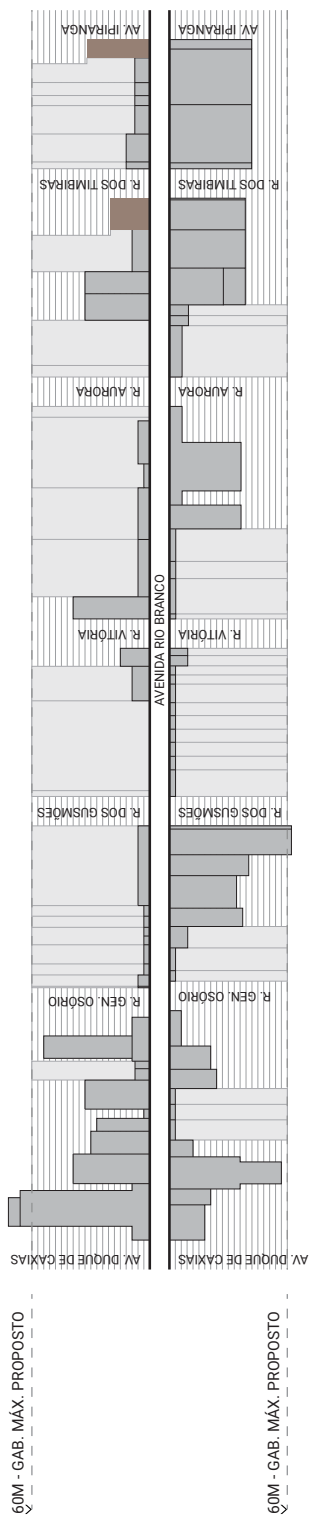 AV. IPIRANGA
AV. IPIRANGA
R. DOS TIMBIRAS
R. DOS TIMBIRAS
R. AURORA
R. AURORA
AVENIDA RIO BRANCO
R. VITÓRIA
R. VITÓRIA
R. DOS GUSMÕES
R. DOS GUSMÕES
R. GEN. OSÓRIO
R. GEN. OSÓRIO
AV. DUQUE DE CAXIAS
AV. DUQUE DE CAXIAS
60M - GAB. MÁX. PROPOSTO
60M - GAB. MÁX. PROPOSTO